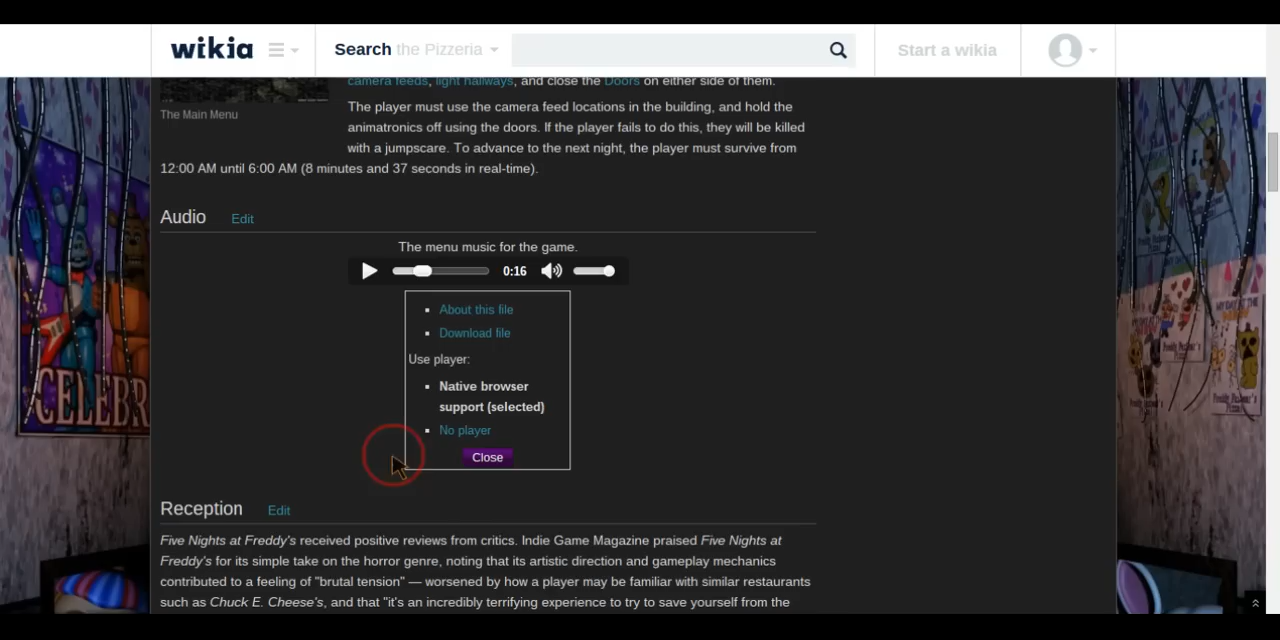 wikia
Search the Pizzeria
Start a wikia
camera feeds, light hallways, and close the Doors on either side of them.
The Main Menu
The player must use the camera feed locations in the building, and hold the
animatronics off using the doors. If the player fails to do this, they will be killed
with a jumpscare. To advance to the next night, the player must survive from
12:00 AM until 6:00 AM (8 minutes and 37 seconds in real-time).
Audio Edit
The menu music for the game.
0:16
About this file
Download file
Use player:
Native browser
support (selected)
No player
Close
Reception Edit
Five Nights at Freddy's received positive reviews from critics. Indie Game Magazine praised Five Nights at
Freddy's for its simple take on the horror genre, noting that its artistic direction and gameplay mechanics
contributed to a feeling of "brutal tension" — worsened by how a player may be familiar with similar restaurants
such as Chuck E. Cheese's, and that "it's an incredibly terrifying experience to try to save yourself from the
CELEBR